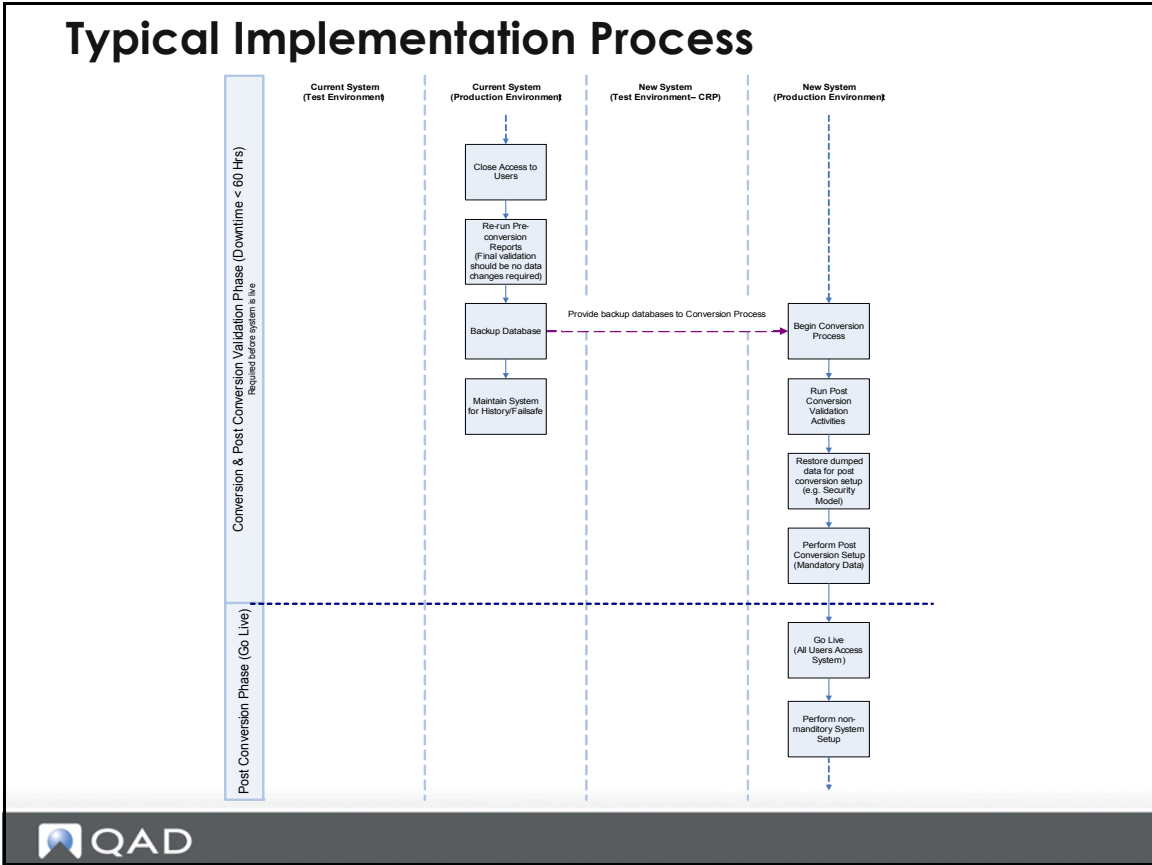 Typical Implementation Process
Current System
(Test Environment)
Current System
(Production Environment)
New System
(Test Environment– CRP)
New System
(Production Environment)
Conversion & Post Conversion Validation Phase (Downtime < 60 Hrs)
Required before system is live
Close Access to
Users
Re-run Pre-
conversion
Reports
(Final validation
should be no data
changes required)
Backup Database
Provide backup databases to Conversion Process
Begin Conversion
Process
Maintain System
for History/Failsafe
Run Post
Conversion
Validation
Activities
Restore dumped
data for post
conversion setup
(e.g. Security
Model)
Perform Post
Conversion Setup
(Mandatory Data)
Post Conversion Phase (Go Live)
Go Live
(All Users Access
System)
Perform non-
manditory System
Setup
QAD